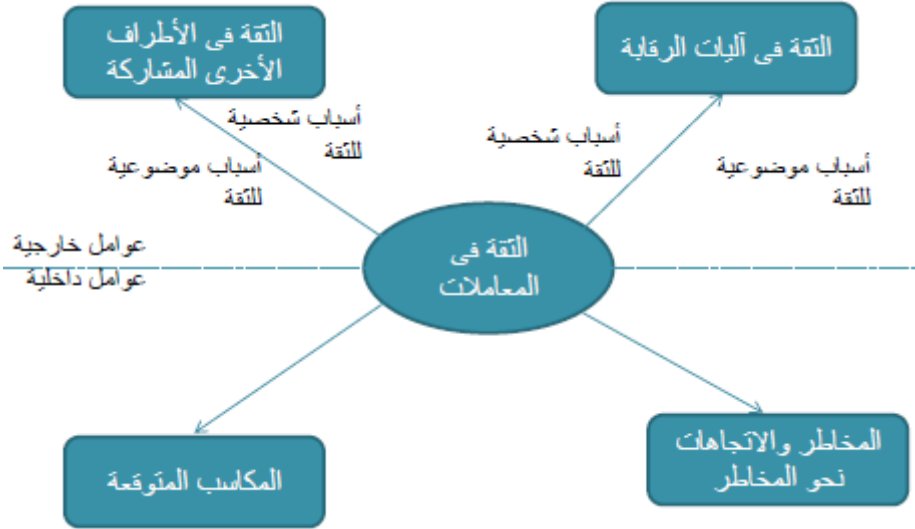 الثقة فى آليات الرقابة
الثقة فى الأطراف
الأخرى المشاركة
أسباب شخصية
للثقة
أسباب موضوعية
للثقة
أسباب شخصية
للثقة
أسباب موضوعية
للثقة
عوامل خارجية
عوامل داخلية
الثقة فى
المعاملات
المخاطر والاتجاهات
نحو المخاطر
المكاسب المتوقعة